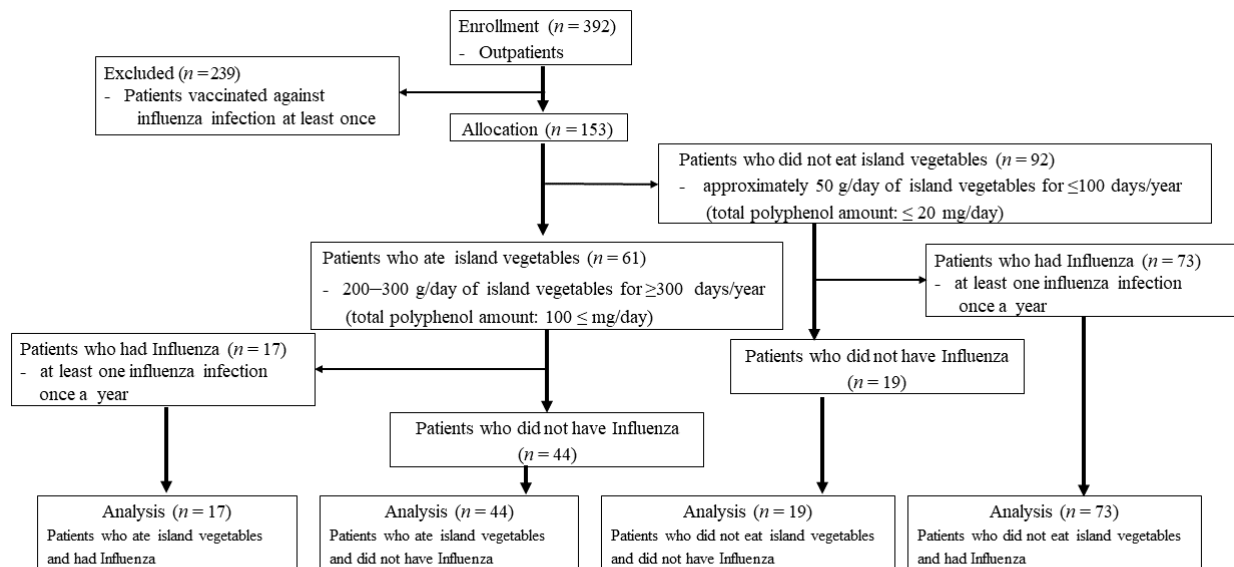 Enrollment (n = 392)
- Outpatients
Excluded (n =239)
- Patients vaccinated against
influenza infection at least once
Allocation (n = 153)
Patients who did not eat island vegetables (n = 92)
- approximately 50 g/day of island vegetables for ≤100 days/year
(total polyphenol amount: ≤ 20 mg/day)
Patients who ate island vegetables (n = 61)
- 200–300 g/day of island vegetables for ≥300 days/year
(total polyphenol amount: 100 ≤ mg/day)
Patients who had Influenza (n = 73)
- at least one influenza infection
once a year
Patients who had Influenza (n = 17)
- at least one influenza infection
once a year
Patients who did not have Influenza
(n = 19)
Patients who did not have Influenza
(n = 44)
Analysis (n = 17)
Patients who ate island vegetables
and had Influenza
Analysis (n = 44)
Patients who ate island vegetables
and did not have Influenza
Analysis (n = 19)
Patients who did not eat island vegetables
and did not have Influenza
Analysis (n = 73)
Patients who did not eat island vegetables
and had Influenza